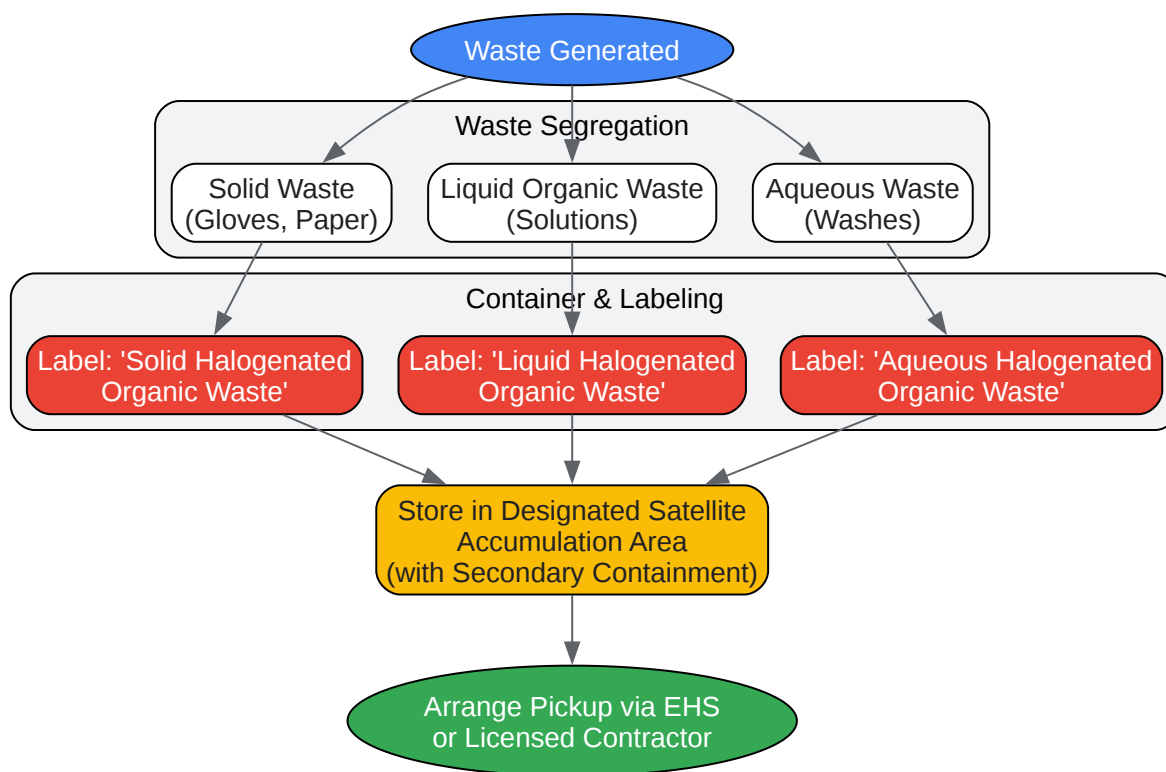 Waste Generated
Waste Segregation
Solid Waste
(Gloves, Paper)
Liquid Organic Waste
(Solutions)
Aqueous Waste
(Washes)
Container & Labeling
Label: 'Solid Halogenated
Organic Waste'
Label: 'Liquid Halogenated
Organic Waste'
Label: 'Aqueous Halogenated
Organic Waste'
Store in Designated Satellite
Accumulation Area
(with Secondary Containment)
Arrange Pickup via EHS
or Licensed Contractor